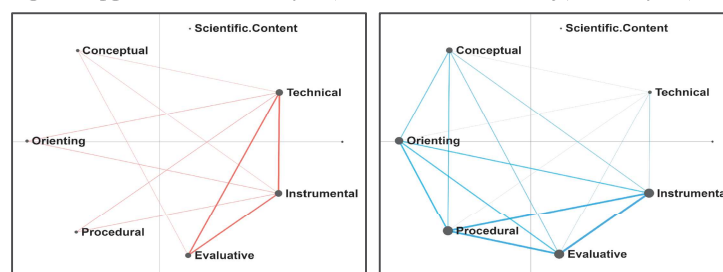 Scientific.Content
Conceptual
Technical
Orienting
Instrumental
Procedural
Evaluative
Scientific.Content
Conceptual
Technical
Orienting
Instrumenta
Procedural
Evaluative